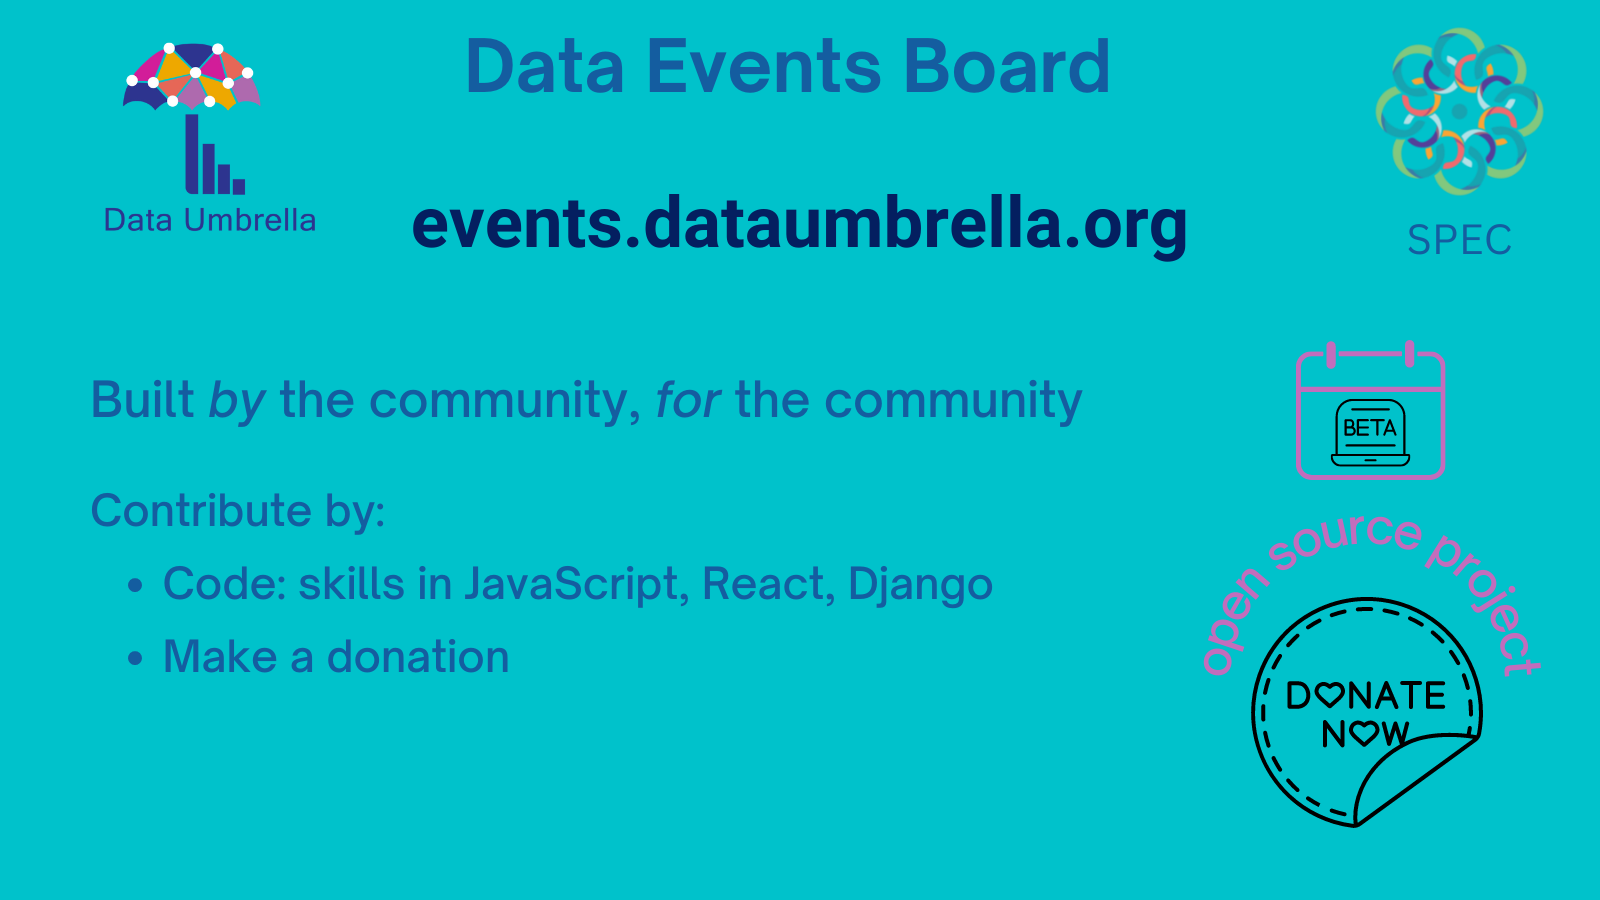 Data Events Board
Data Umbrella
events.dataumbrella.org
SPEC
Built by the community, for the community
BETA
Contribute by:
• Code: skills in JavaScript, React, Django
• Make a donation
open source project
DONATE
NOW